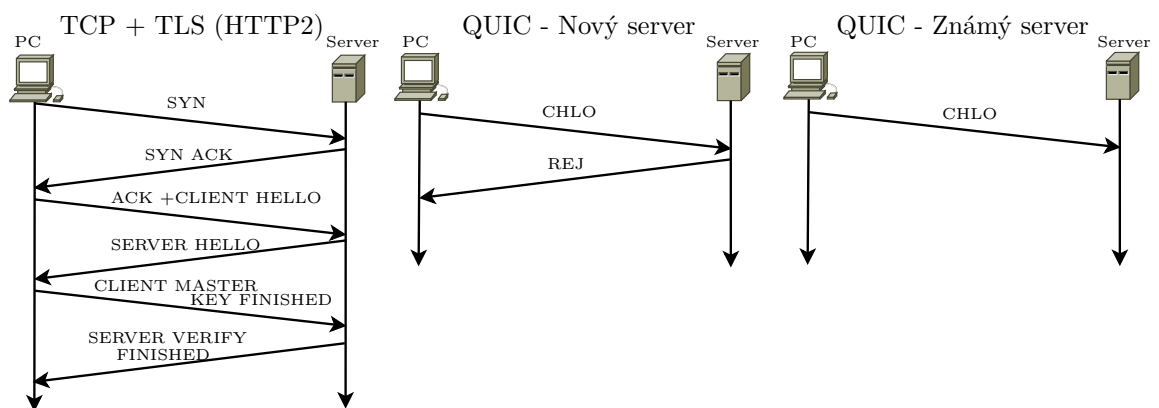 TCP + TLS (HTTP2)
PC
Server
SYN
SYN ACK
ACK +CLIENT HELLO
SERVER HELLO
CLIENT MASTER
KEY FINISHED
SERVER VERIFY
FINISHED
QUIC - Nový server
PC
Server
CHLO
REJ
QUIC - Známý server
PC
Server
CHLO